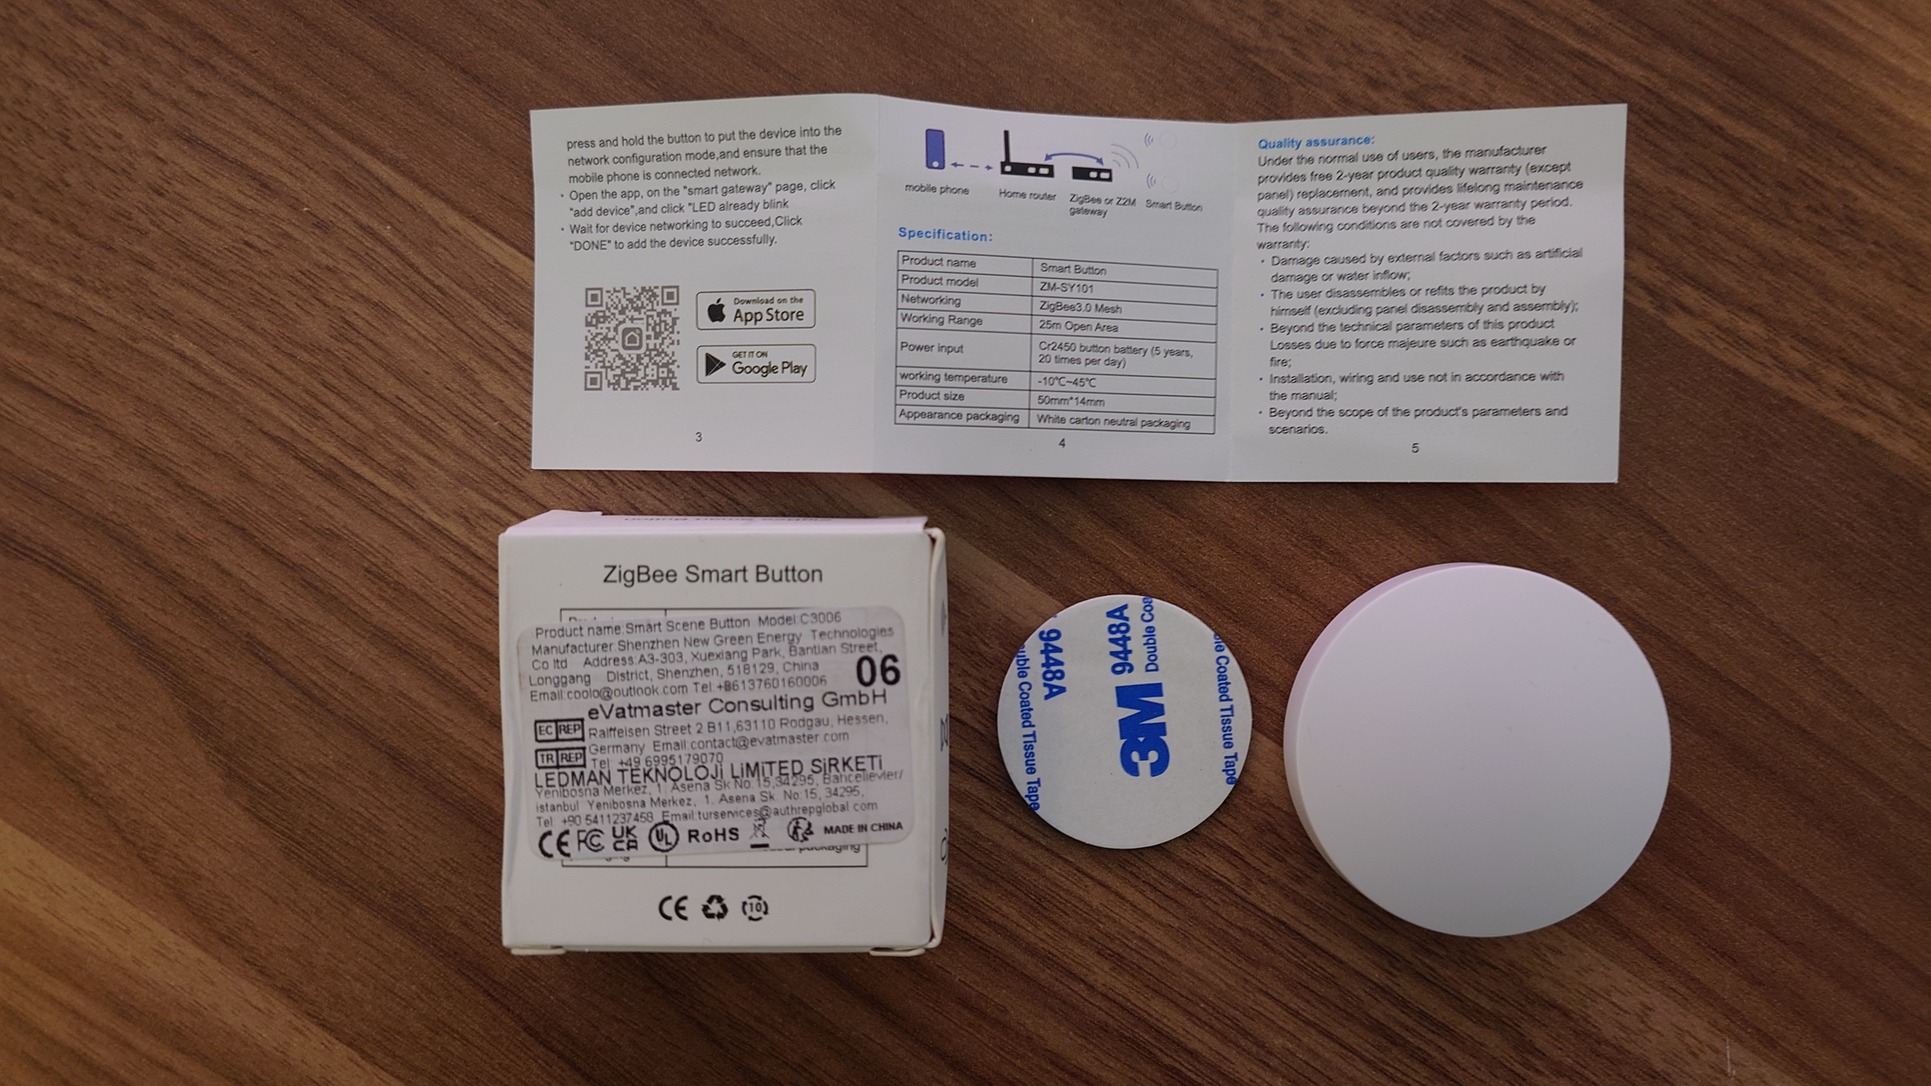 press and hold the button to put the device into the
network configuration mode,and ensure that the
mobile phone is connected network.
· Open the app, on the "smart gateway" page, click
"add device",and click "LED already blink
· Wait for device networking to succeed,Click
"DONE" to add the device successfully.
Download on the
App Store
GET IT ON
Google Play
3
mobile phone
Home router
ZigBee or Z2M
gateway
Smart Button
Specification:
Product name Smart Button
Product model ZM-SY101
Networking ZigBee3.0 Mesh
Working Range 25m Open Area
Power input Cr2450 button battery (5 years,
20 times per day)
working temperature -10℃~45℃
Product size 50mm*14mm
Appearance packaging White carton neutral packaging
4
Quality assurance:
Under the normal use of users, the manufacturer
provides free 2-year product quality warranty (except
panel) replacement, and provides lifelong maintenance
quality assurance beyond the 2-year warranty period.
The following conditions are not covered by the
warranty:
· Damage caused by external factors such as artificial
damage or water inflow;
· The user disassembles or refits the product by
himself (excluding panel disassembly and assembly);
· Beyond the technical parameters of this product
Losses due to force majeure such as earthquake or
fire;
· Installation, wiring and use not in accordance with
the manual;
· Beyond the scope of the product's parameters and
scenarios.
5
ZigBee Smart Button
Product name:Smart Scene Button Model:C3006
Manufacturer:Shenzhen New Green Energy Technologies
Co ltd Address:A3-303, Xuexiang Park, Bantian Street,
Longgang District, Shenzhen, 518129, China
Email:coolo@outlook.com Tel:+8613760160006
06
eVatmaster Consulting GmbH
EC REP
Raiffeisen Street 2 B11,63110 Rodgau, Hessen,
Germany Email:contact@evatmaster.com
TR REP
Tel: +49 6995179070
LEDMAN TEKNOLOJi LiMiTED SiRKETi
Yenibosna Merkez, 1. Asena Sk No:15,34295, Bahcelievler/
istanbul Yenibosna Merkez, 1. Asena Sk. No:15, 34295,
Tel: +90 5411237458 Email:turservices@authrepglobal.com
CE FC UK CA UL RoHS MADE IN CHINA
packaging
CE 10
9448A
3M 9448A
Double Coa
uble Coated Tissue Tape
le Coated Tissue Tape